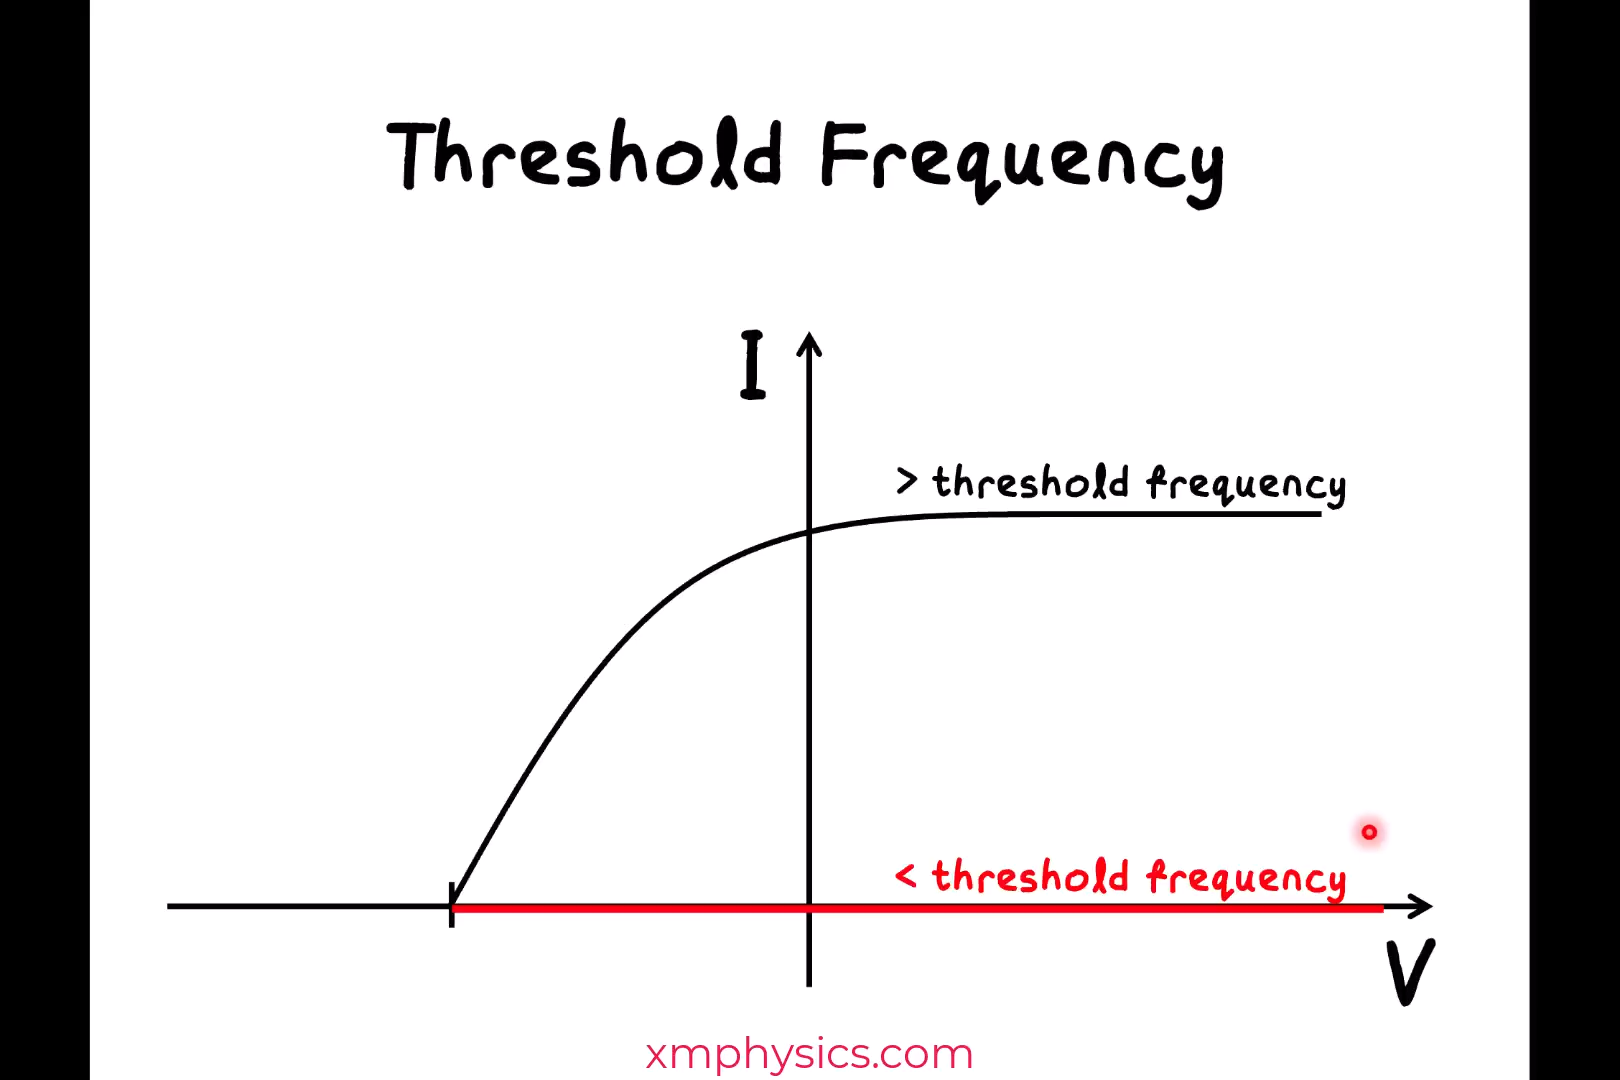 Threshold Frequency
I
> threshold frequency
< threshold frequency
V
xmphysics.com